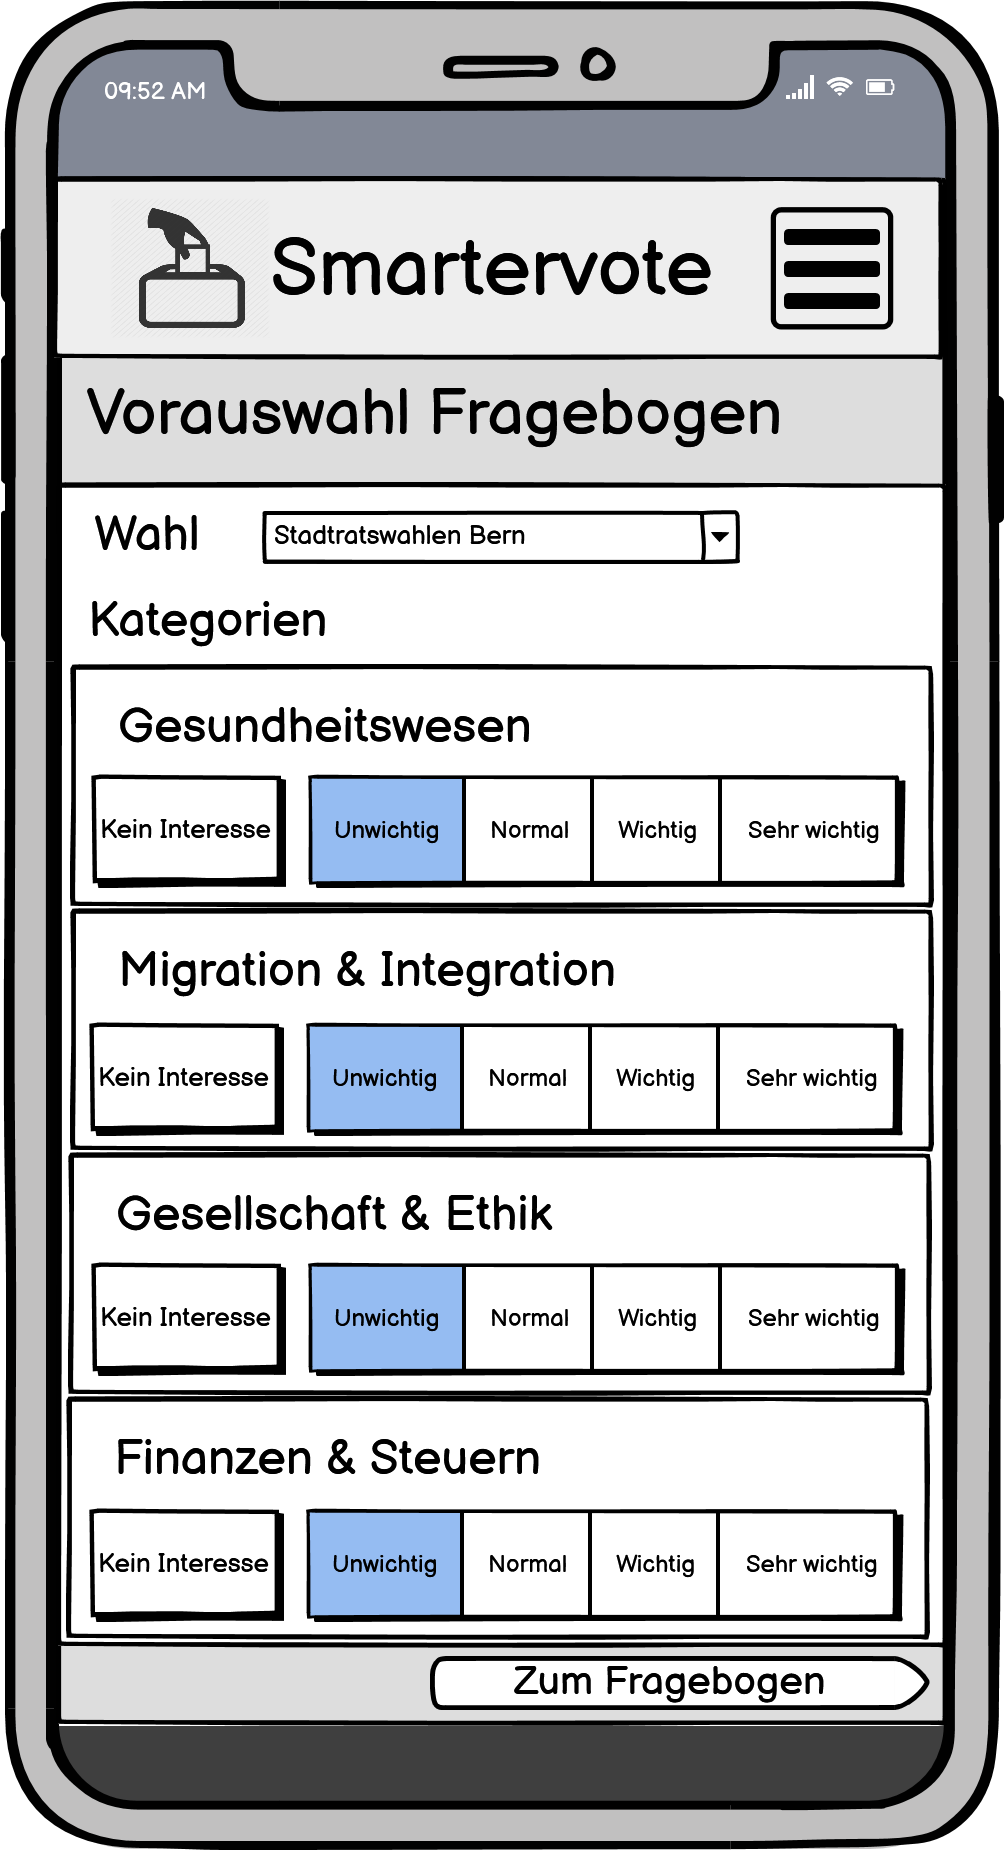 09:52 AM
Smartervote
Vorauswahl Fragebogen
Wahl
Stadtratswahlen Bern
Kategorien
Gesundheitswesen
Kein Interesse Unwichtig Normal Wichtig Sehr wichtig
Migration & Integration
Kein Interesse Unwichtig Normal Wichtig Sehr wichtig
Gesellschaft & Ethik
Kein Interesse Unwichtig Normal Wichtig Sehr wichtig
Finanzen & Steuern
Kein Interesse Unwichtig Normal Wichtig Sehr wichtig
Zum Fragebogen